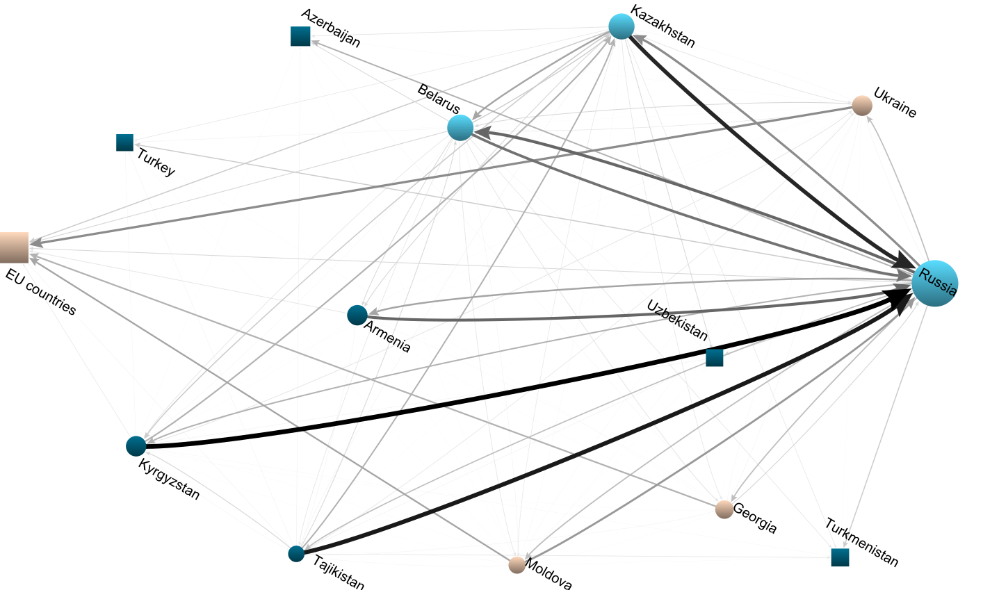 Kazakhstan
Azerbaijan
Ukraine
Belarus
Turkey
EU countries
Russia
Uzbekistan
Armenia
Kyrgyzstan
Georgia
Turkmenistan
Tajikistan
Moldova